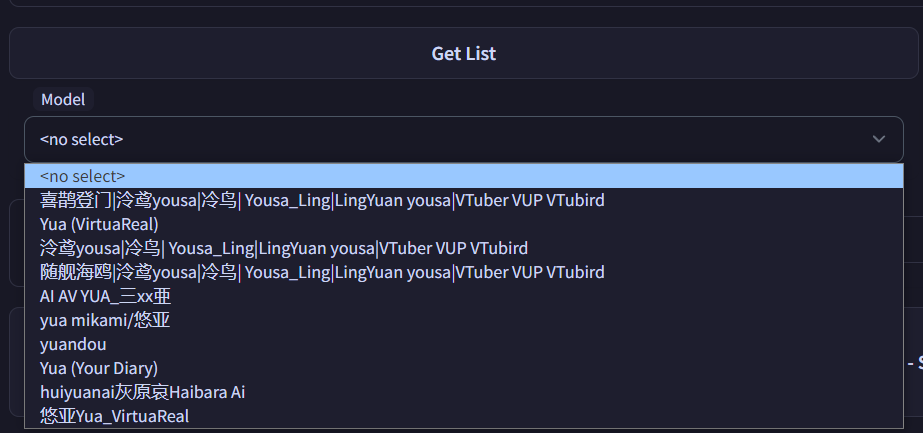 Get List
Model
<no select>
<no select>
喜鹊登门|泠鸢yousa|冷鸟| Yousa_Ling|LingYuan yousa|VTuber VUP VTubird
Yua (VirtuaReal)
泠鸢yousa|冷鸟| Yousa_Ling|LingYuan yousa|VTuber VUP VTubird
随舰海鸥|泠鸢yousa|冷鸟| Yousa_Ling|LingYuan yousa|VTuber VUP VTubird
AI AV YUA_三xx亜
yua mikami/悠亚
yuandou
Yua (Your Diary)
huiyuanai灰原哀Haibara Ai
悠亚Yua_VirtuaReal